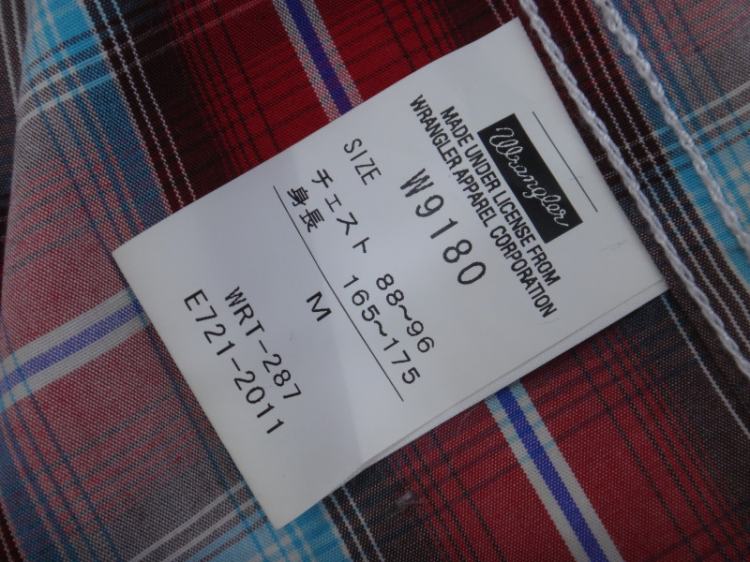 Wrangler
MADE UNDER LICENSE FROM
WRANGLER APPAREL CORPORATION
W9180
SIZE
チェスト 88~96
身長 165~175
M
WRT-287
E721-2011